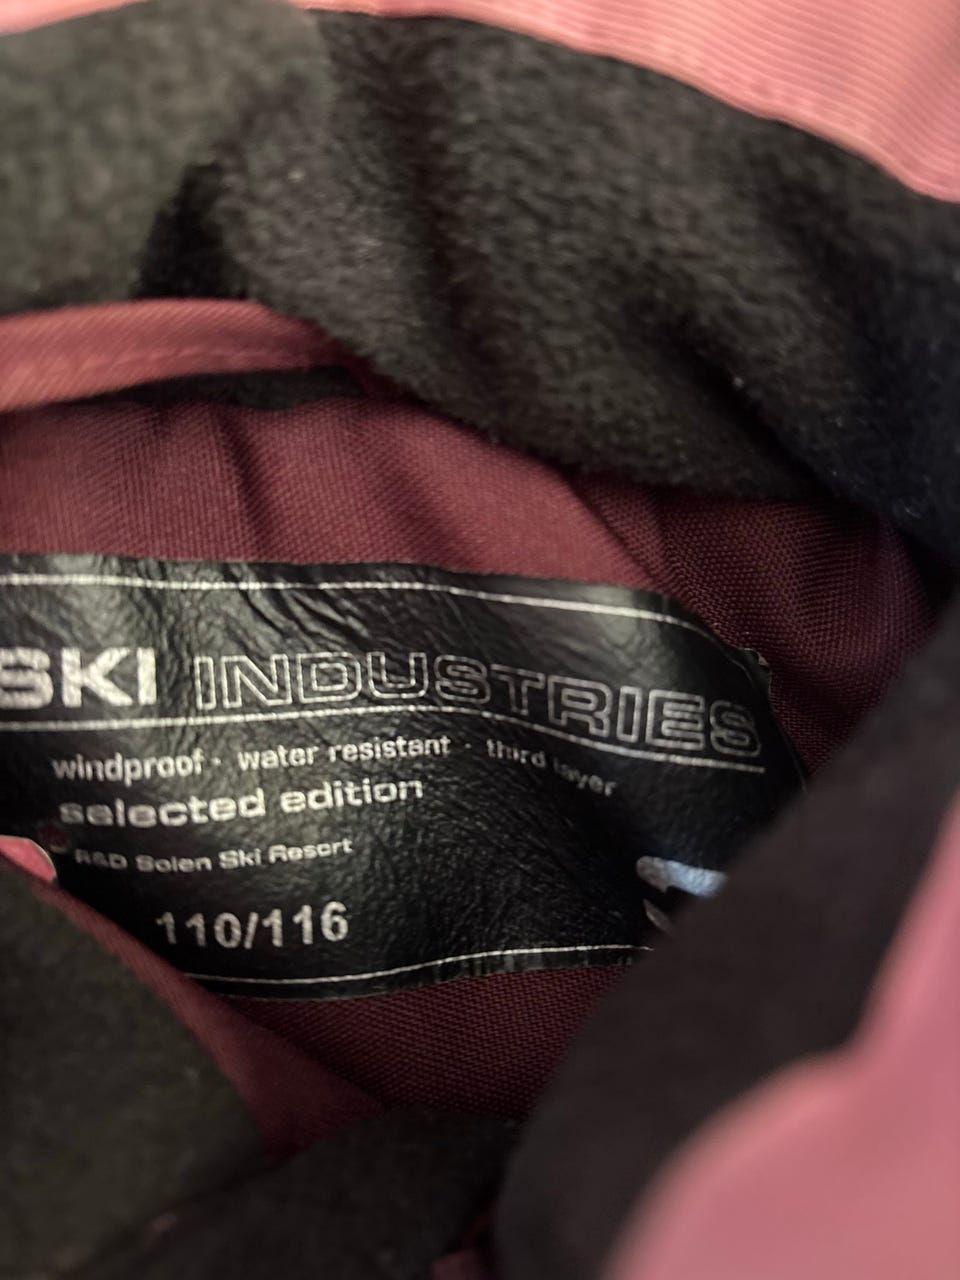 SKI INDUSTRIES
windproof · water resistant · third layer
selected edition
R&D Solen Ski Resort
110/116